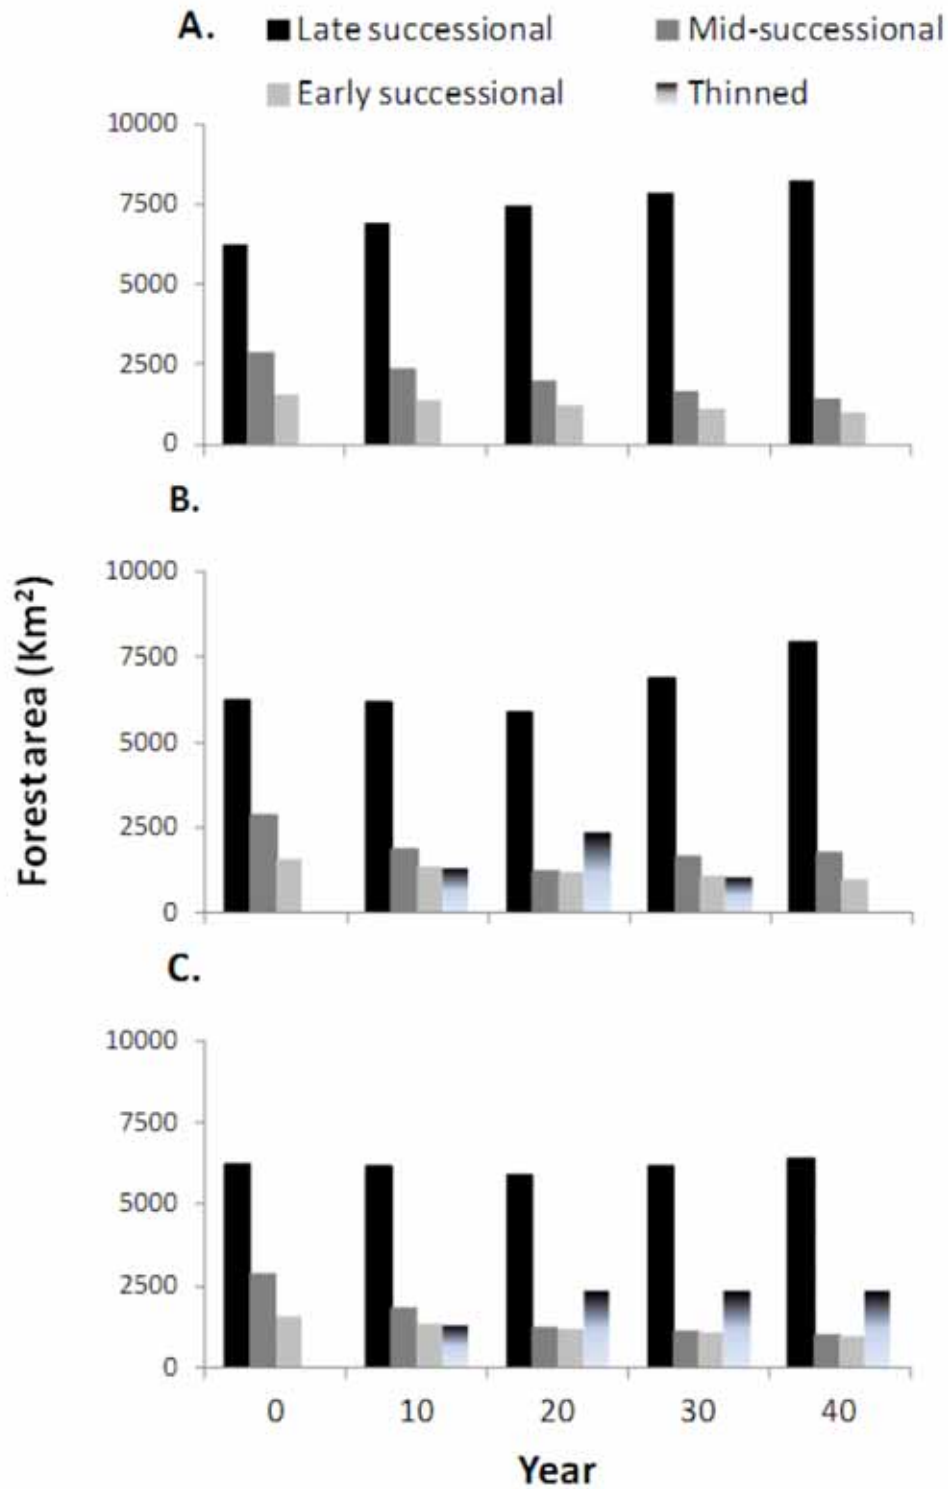 A. Late successional Mid-successional
Early successional Thinned
10000
7500
5000
2500
0
B.
10000
7500
5000
2500
0
Forest area (Km²)
C.
10000
7500
5000
2500
0
0 10 20 30 40
Year